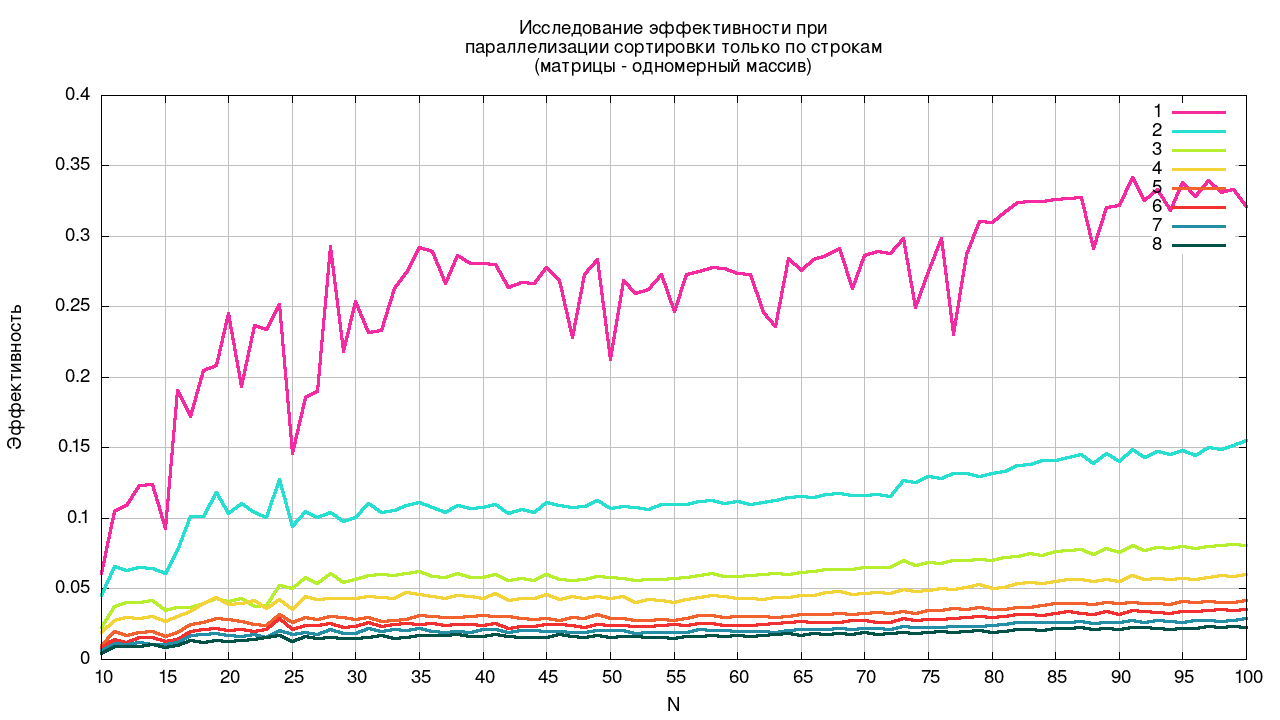 Исследование эффективности при
параллелизации сортировки только по строкам
(матрицы - одномерный массив)
0.4
0.35
0.3
0.25
0.2
0.15
0.1
0.05
0
Эффективность
1
2
3
4
5
6
7
8
10 15 20 25 30 35 40 45 50 55 60 65 70 75 80 85 90 95 100
N